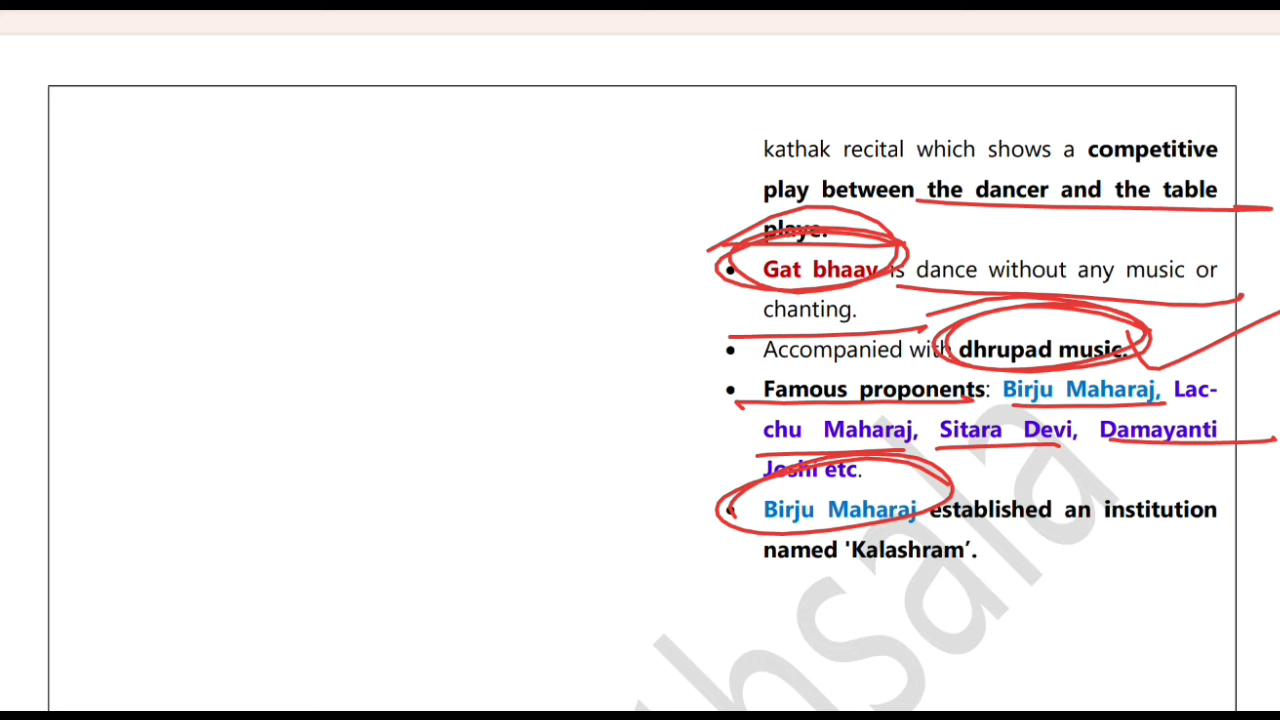 kathak recital which shows a competitive
play between the dancer and the table
playe.
• Gat bhaav is dance without any music or
chanting.
• Accompanied with dhrupad music.
• Famous proponents: Birju Maharaj, Lac-
chu Maharaj, Sitara Devi, Damayanti
Joshi etc.
• Birju Maharaj established an institution
named 'Kalashram’.